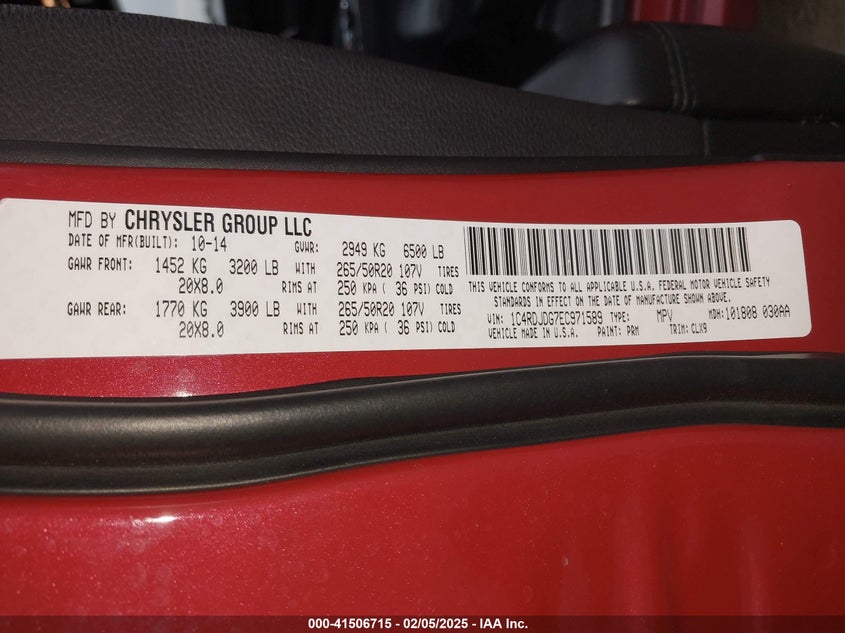 MFD BY CHRYSLER GROUP LLC
DATE OF MFR(BUILT): 10-14 GVWR: 2949 KG 6500 LB
GAWR FRONT: 1452 KG 3200 LB WITH 265/50R20 107V TIRES
20X8.0 RIMS AT 250 KPA ( 36 PSI) COLD
GAWR REAR: 1770 KG 3900 LB WITH 265/50R20 107V TIRES
20X8.0 RIMS AT 250 KPA ( 36 PSI) COLD
THIS VEHICLE CONFORMS TO ALL APPLICABLE U.S.A. FEDERAL MOTOR VEHICLE SAFETY
STANDARDS IN EFFECT ON THE DATE OF MANUFACTURE SHOWN ABOVE.
VIN: 1C4RDJDG7EC971589 TYPE: MPV MDH:101808 030AA
VEHICLE MADE IN U.S.A. PAINT: PRM TRIM: CLX9
000-41506715 - 02/05/2025 - IAA Inc.